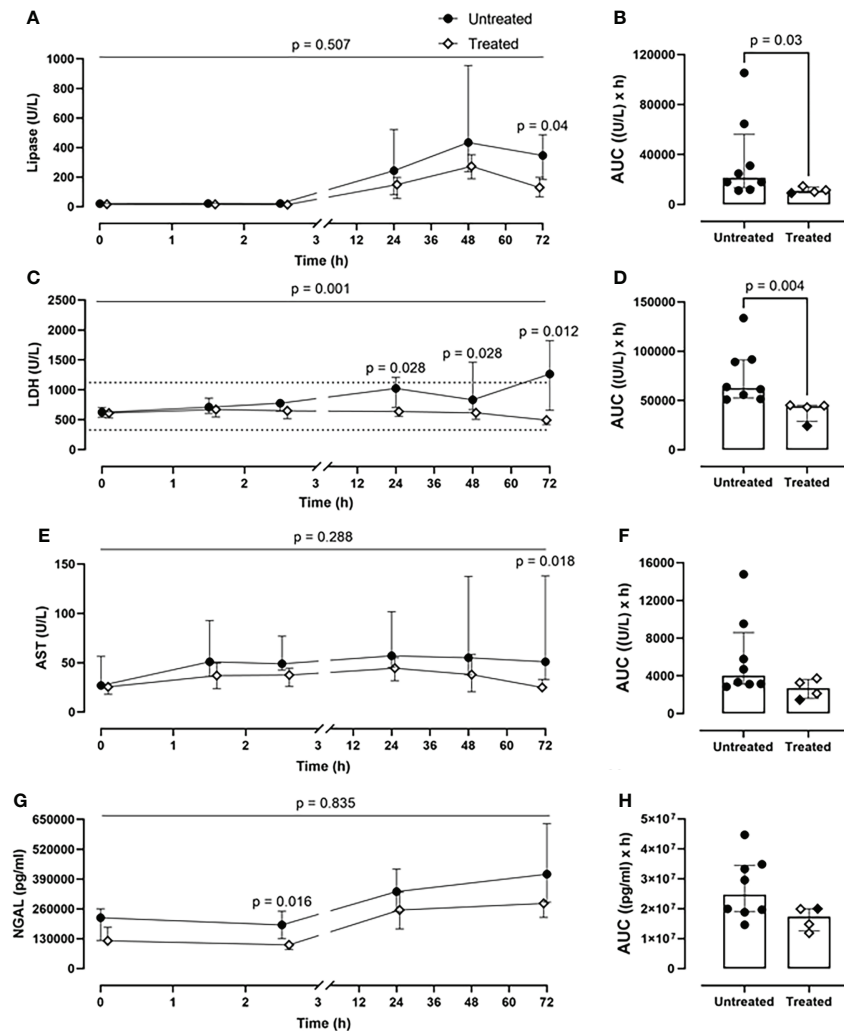 A
Untreated
Treated
p = 0.507
p = 0.04
Lipase (U/L)
1000
800
600
400
200
0
0
1
2
3
12
24
36
48
60
72
Time (h)
B
p = 0.03
AUC ((U/L) x h)
120000
80000
40000
0
Untreated
Treated
C
p = 0.001
p = 0.028
p = 0.028
p = 0.012
LDH (U/L)
2500
2000
1500
1000
500
0
0
1
2
3
12
24
36
48
60
72
Time (h)
D
p = 0.004
AUC ((U/L) x h)
150000
100000
50000
0
Untreated
Treated
E
p = 0.288
p = 0.018
AST (U/L)
150
100
50
0
0
1
2
3
12
24
36
48
60
72
Time (h)
F
AUC ((U/L) x h)
16000
12000
8000
4000
0
Untreated
Treated
G
p = 0.835
p = 0.016
NGAL (pg/ml)
650000
520000
390000
260000
130000
0
0
1
2
3
12
24
36
48
60
72
Time (h)
H
AUC ((pg/ml) x h)
5×10⁷
4×10⁷
3×10⁷
2×10⁷
1×10⁷
0
Untreated
Treated